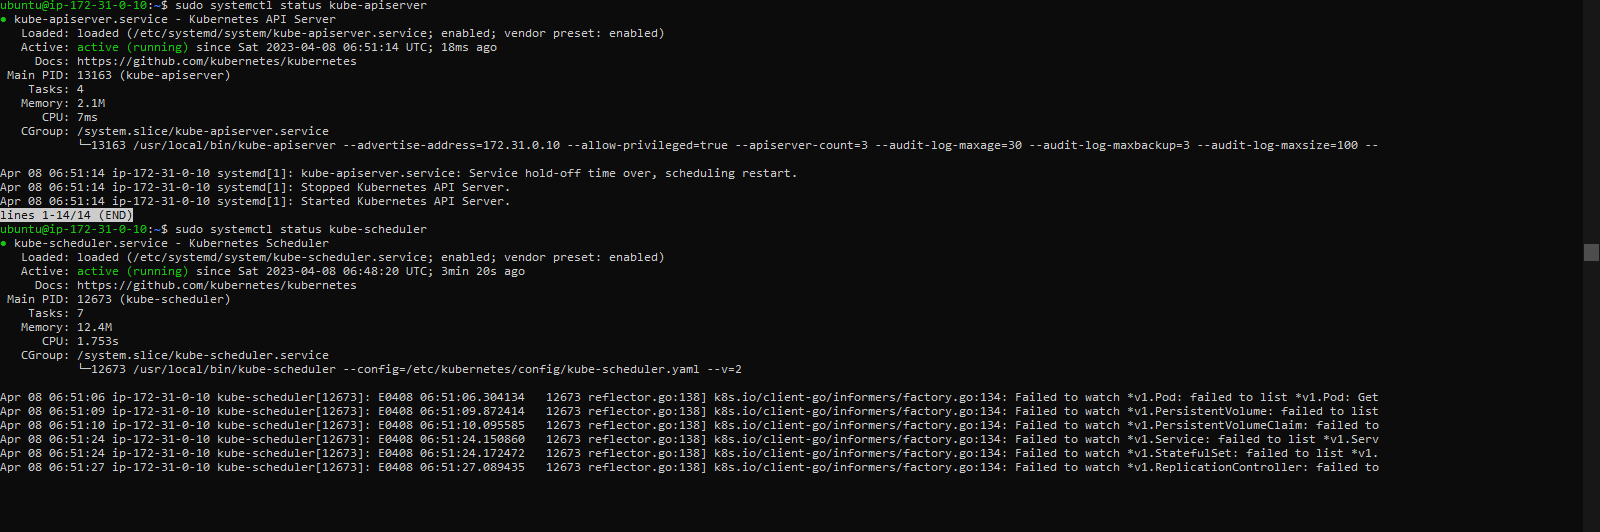 ubuntu@ip-172-31-0-10:~$ sudo systemctl status kube-apiserver
● kube-apiserver.service - Kubernetes API Server
   Loaded: loaded (/etc/systemd/system/kube-apiserver.service; enabled; vendor preset: enabled)
   Active: active (running) since Sat 2023-04-08 06:51:14 UTC; 18ms ago
     Docs: https://github.com/kubernetes/kubernetes
 Main PID: 13163 (kube-apiserver)
    Tasks: 4
   Memory: 2.1M
      CPU: 7ms
   CGroup: /system.slice/kube-apiserver.service
           └─13163 /usr/local/bin/kube-apiserver --advertise-address=172.31.0.10 --allow-privileged=true --apiserver-count=3 --audit-log-maxage=30 --audit-log-maxbackup=3 --audit-log-maxsize=100 --
Apr 08 06:51:14 ip-172-31-0-10 systemd[1]: kube-apiserver.service: Service hold-off time over, scheduling restart.
Apr 08 06:51:14 ip-172-31-0-10 systemd[1]: Stopped Kubernetes API Server.
Apr 08 06:51:14 ip-172-31-0-10 systemd[1]: Started Kubernetes API Server.
lines 1-14/14 (END)
ubuntu@ip-172-31-0-10:~$ sudo systemctl status kube-scheduler
● kube-scheduler.service - Kubernetes Scheduler
   Loaded: loaded (/etc/systemd/system/kube-scheduler.service; enabled; vendor preset: enabled)
   Active: active (running) since Sat 2023-04-08 06:48:20 UTC; 3min 20s ago
     Docs: https://github.com/kubernetes/kubernetes
 Main PID: 12673 (kube-scheduler)
    Tasks: 7
   Memory: 12.4M
      CPU: 1.753s
   CGroup: /system.slice/kube-scheduler.service
           └─12673 /usr/local/bin/kube-scheduler --config=/etc/kubernetes/config/kube-scheduler.yaml --v=2
Apr 08 06:51:06 ip-172-31-0-10 kube-scheduler[12673]: E0408 06:51:06.304134   12673 reflector.go:138] k8s.io/client-go/informers/factory.go:134: Failed to watch *v1.Pod: failed to list *v1.Pod: Get
Apr 08 06:51:09 ip-172-31-0-10 kube-scheduler[12673]: E0408 06:51:09.872414   12673 reflector.go:138] k8s.io/client-go/informers/factory.go:134: Failed to watch *v1.PersistentVolume: failed to list
Apr 08 06:51:10 ip-172-31-0-10 kube-scheduler[12673]: E0408 06:51:10.095585   12673 reflector.go:138] k8s.io/client-go/informers/factory.go:134: Failed to watch *v1.PersistentVolumeClaim: failed to
Apr 08 06:51:24 ip-172-31-0-10 kube-scheduler[12673]: E0408 06:51:24.150860   12673 reflector.go:138] k8s.io/client-go/informers/factory.go:134: Failed to watch *v1.Service: failed to list *v1.Serv
Apr 08 06:51:24 ip-172-31-0-10 kube-scheduler[12673]: E0408 06:51:24.172472   12673 reflector.go:138] k8s.io/client-go/informers/factory.go:134: Failed to watch *v1.StatefulSet: failed to list *v1.
Apr 08 06:51:27 ip-172-31-0-10 kube-scheduler[12673]: E0408 06:51:27.089435   12673 reflector.go:138] k8s.io/client-go/informers/factory.go:134: Failed to watch *v1.ReplicationController: failed to